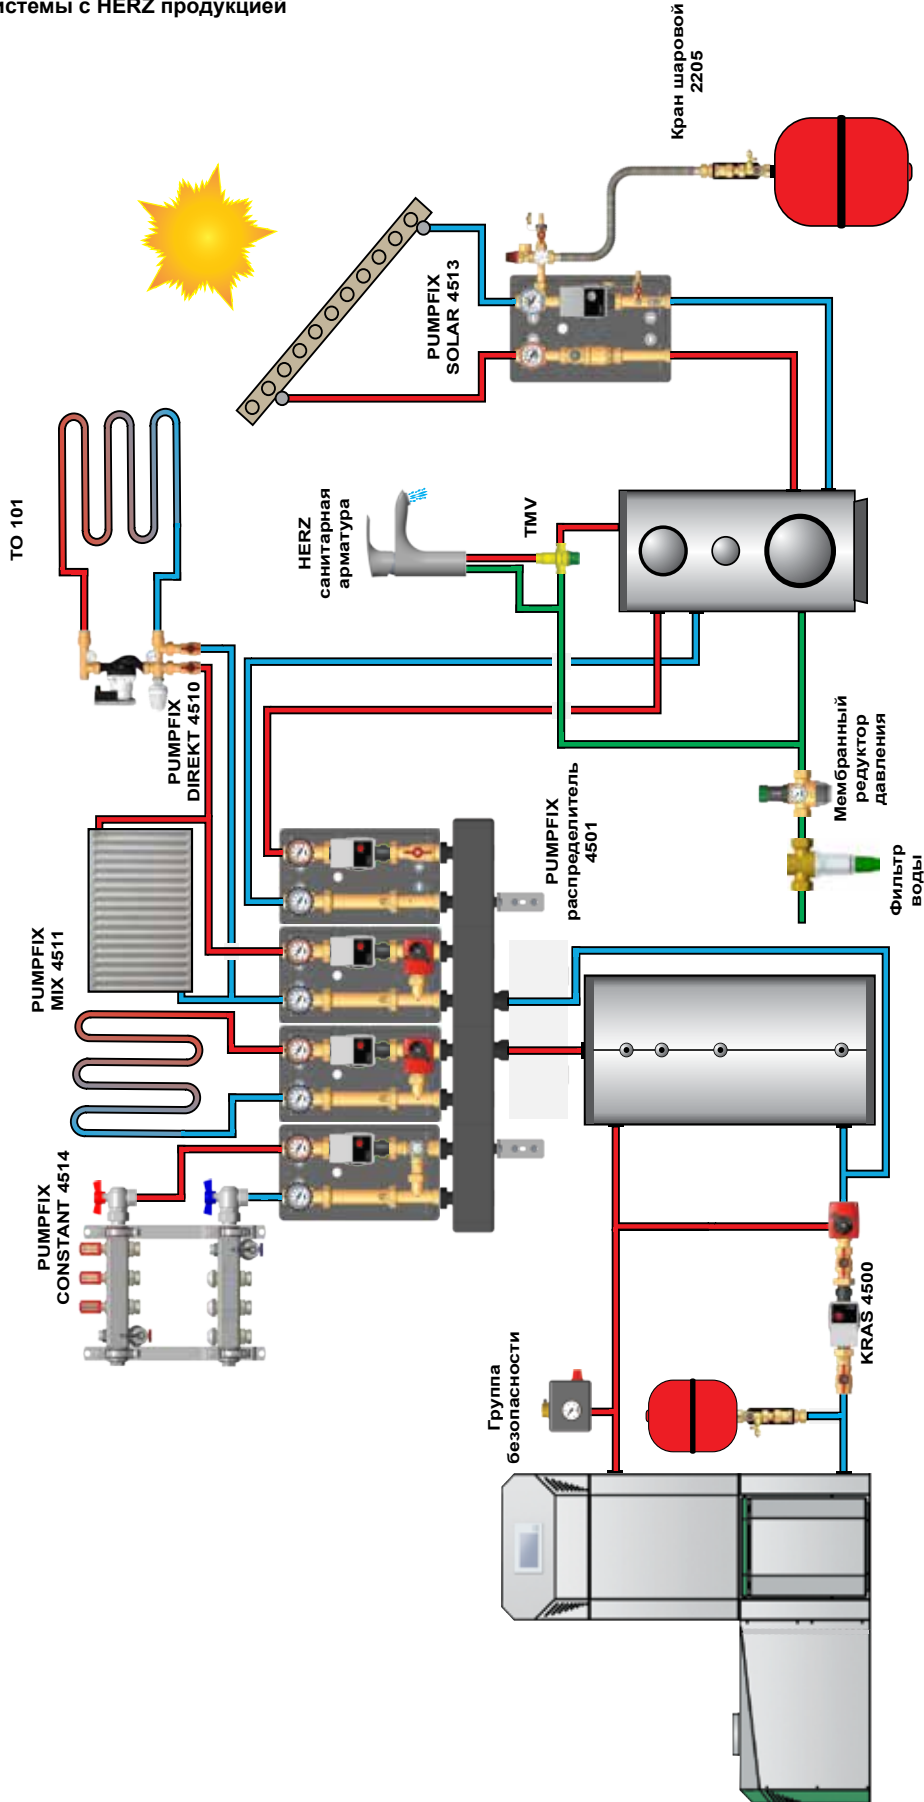 истемы с HERZ продукцией
Кран шаровой
2205
PUMPFIX
SOLAR 4513
TO 101
HERZ
санитарная
арматура
TMV
PUMPFIX
DIREKT 4510
PUMPFIX
MIX 4511
PUMPFIX
распределитель
4501
Мембранный
редуктор
давления
Фильтр
воды
PUMPFIX
CONSTANT 4514
KRAS 4500
Группа
безопасности